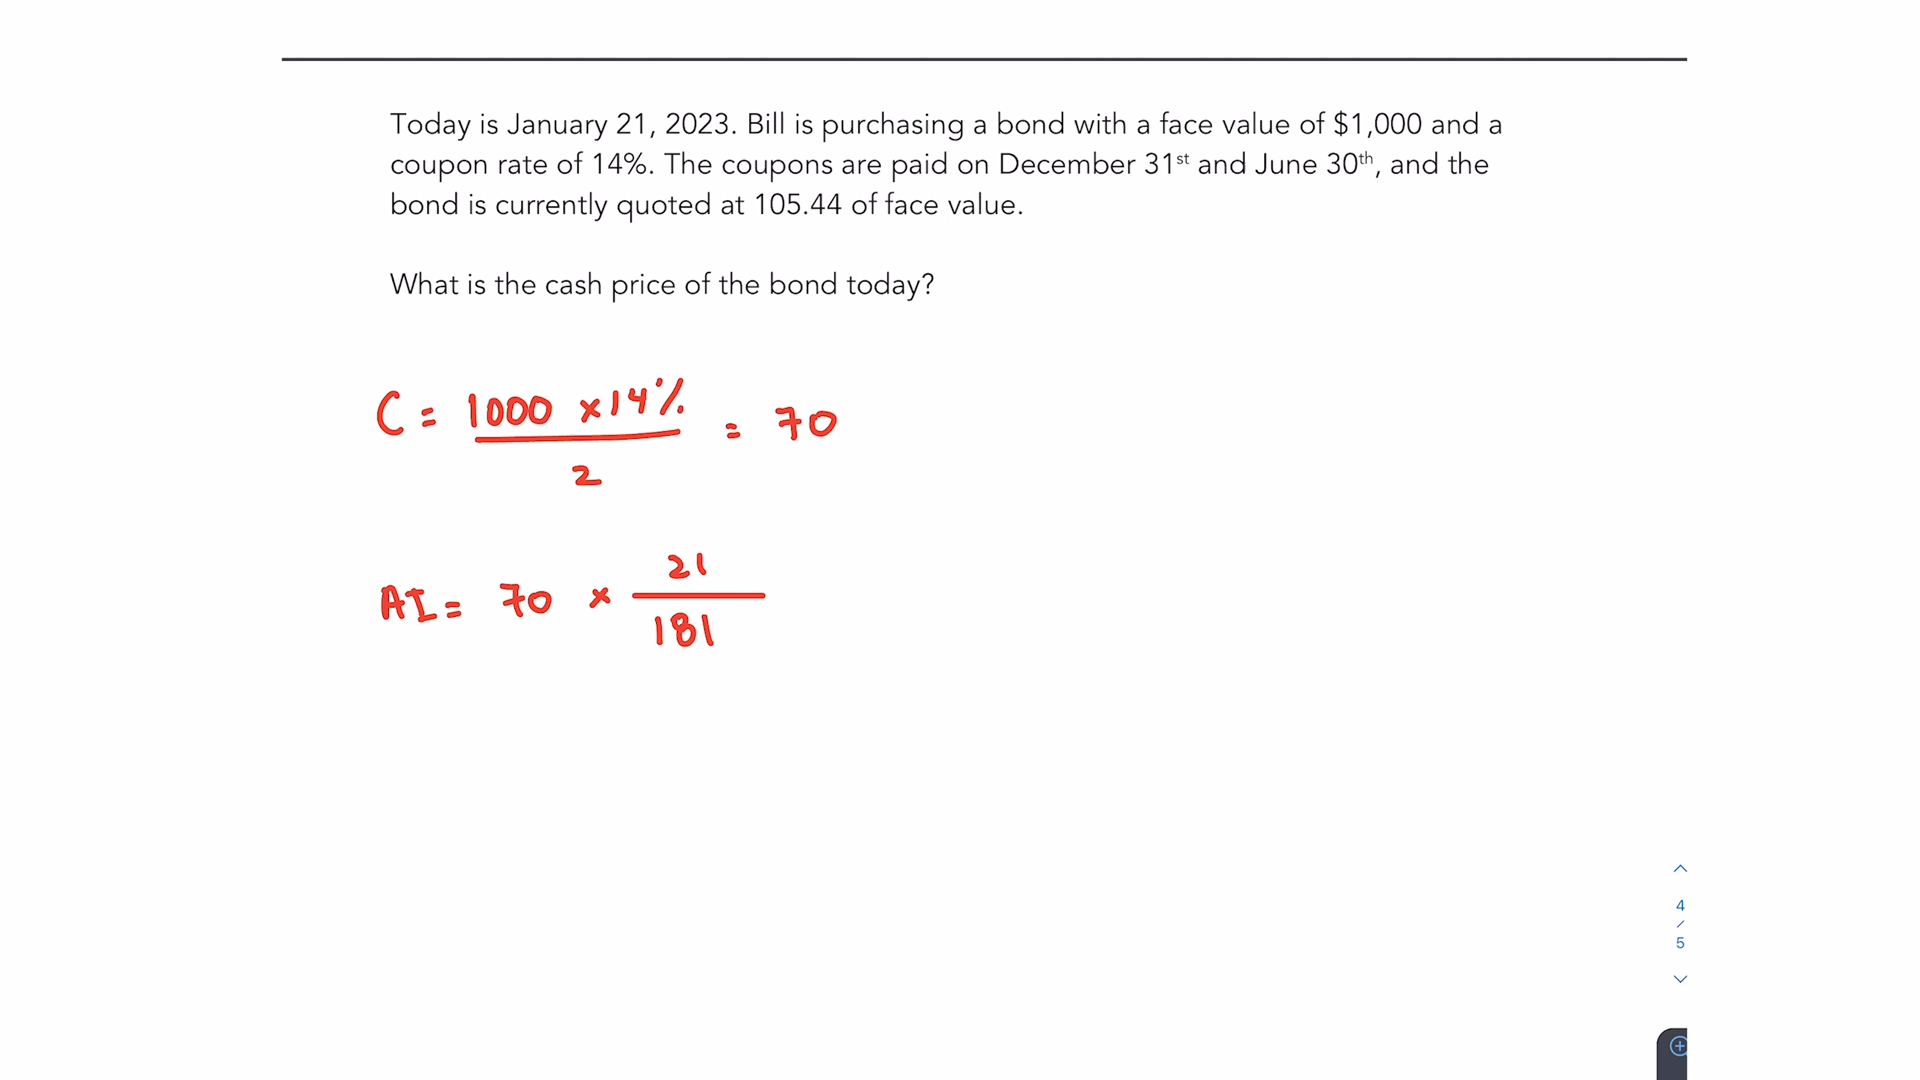 Today is January 21, 2023. Bill is purchasing a bond with a face value of $1,000 and a
coupon rate of 14%. The coupons are paid on December 31st and June 30th, and the
bond is currently quoted at 105.44 of face value.
What is the cash price of the bond today?
C = 1000 × 14% / 2 = 70
AI = 70 × 21 / 181
4
/
5